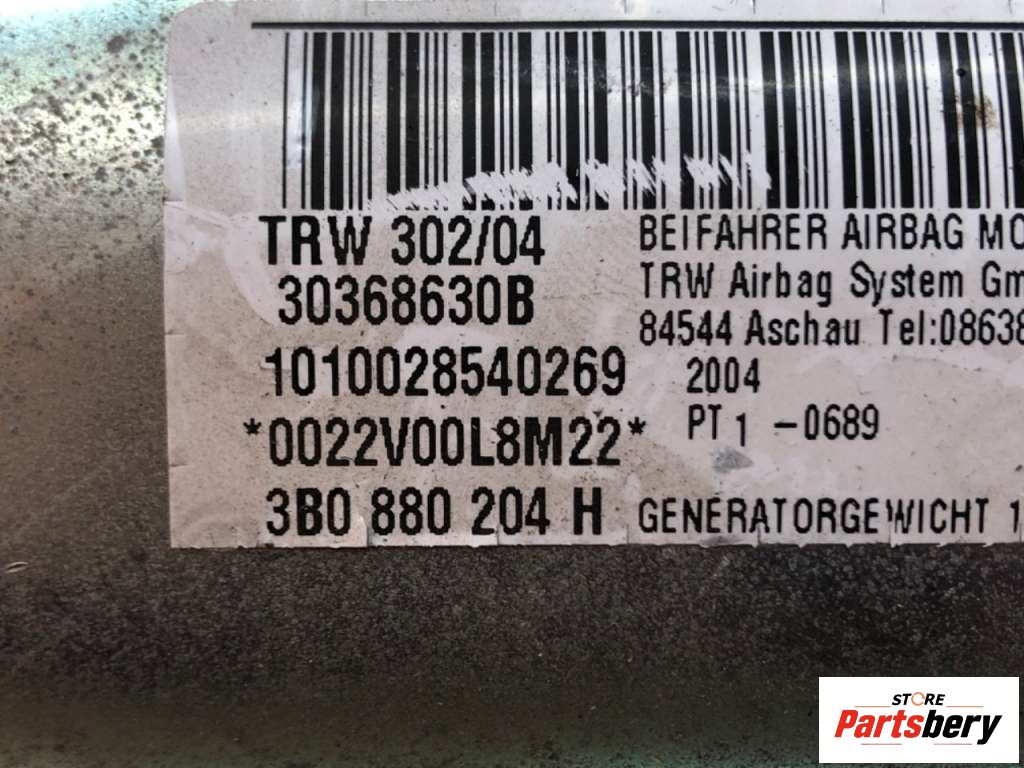 TRW 302/04
30368630B
1010028540269
*0022V00L8M22*
3B0 880 204 H
BEIFAHRER AIRBAG MO
TRW Airbag System Gm
84544 Aschau Tel:08638
2004
PT 1 -0689
GENERATORGEWICHT 1
STORE
Partsbery